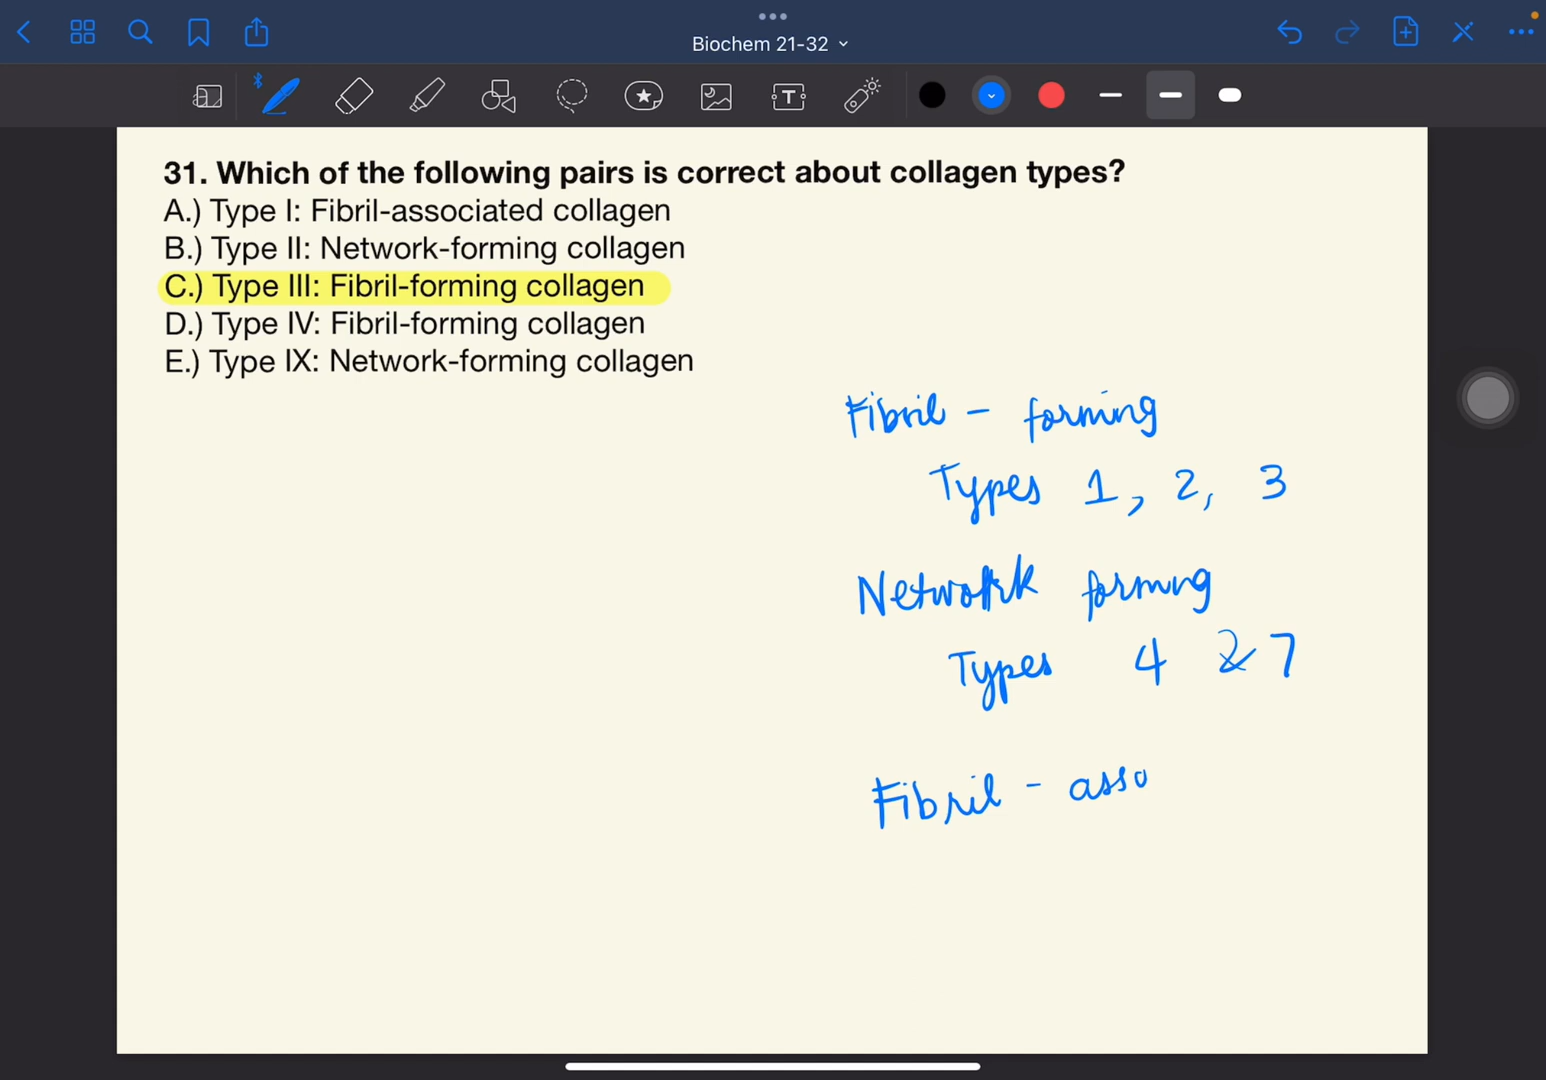 Biochem 21-32
31. Which of the following pairs is correct about collagen types?
A.) Type I: Fibril-associated collagen
B.) Type II: Network-forming collagen
C.) Type III: Fibril-forming collagen
D.) Type IV: Fibril-forming collagen
E.) Type IX: Network-forming collagen
Fibril - forming
Types 1, 2, 3
Network forming
Types 4 & 7
Fibril - asso